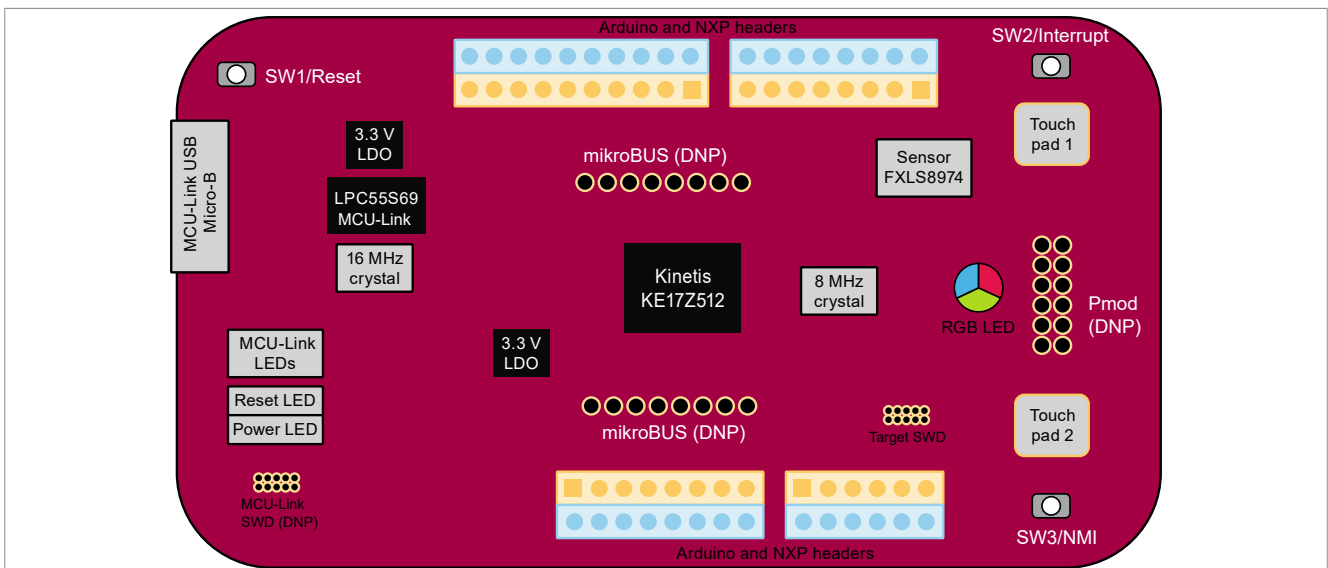 Arduino and NXP headers
SW2/Interrupt
SW1/Reset
MCU-Link USB
Micro-B
3.3 V
LDO
LPC55S69
MCU-Link
16 MHz
crystal
mikroBUS (DNP)
Sensor
FXLS8974
Touch
pad 1
Kinetis
KE17Z512
8 MHz
crystal
RGB LED
Pmod
(DNP)
MCU-Link
LEDs
3.3 V
LDO
Reset LED
Power LED
mikroBUS (DNP)
Target SWD
Touch
pad 2
MCU-Link
SWD (DNP)
SW3/NMI
Arduino and NXP headers